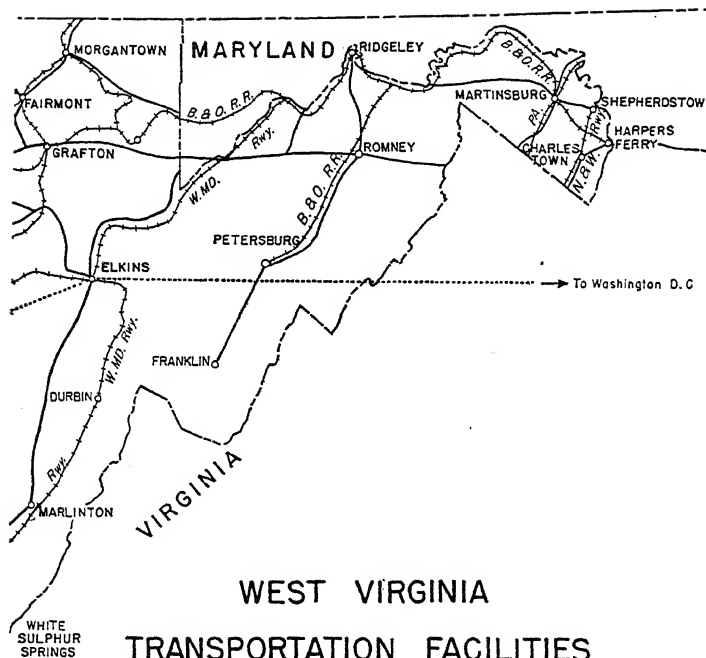 MORGANTOWN
MARYLAND
RIDGELEY
B.&O.R.R.
FAIRMONT
B.&O.R.R.
MARTINSBURG
SHEPHERDSTOW
PA.
Rwy.
GRAFTON
Rwy.
W.MD.
ROMNEY
CHARLES
TOWN
HARPERS
FERRY
N.&W.
B.&O. R.R.
PETERSBURG
ELKINS
To Washington D.C
W. MD. Rwy.
FRANKLIN
DURBIN
Rwy.
VIRGINIA
MARLINTON
WEST VIRGINIA
WHITE
SULPHUR
SPRINGS
TRANSPORTATION FACILITIES